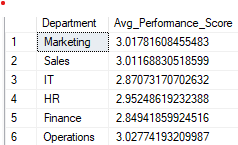 Department Avg_Performance_Score
1 Marketing 3.01781608455483
2 Sales 3.01168830518599
3 IT 2.87073170702632
4 HR 2.95248619232388
5 Finance 2.84941859924516
6 Operations 3.02774193209987